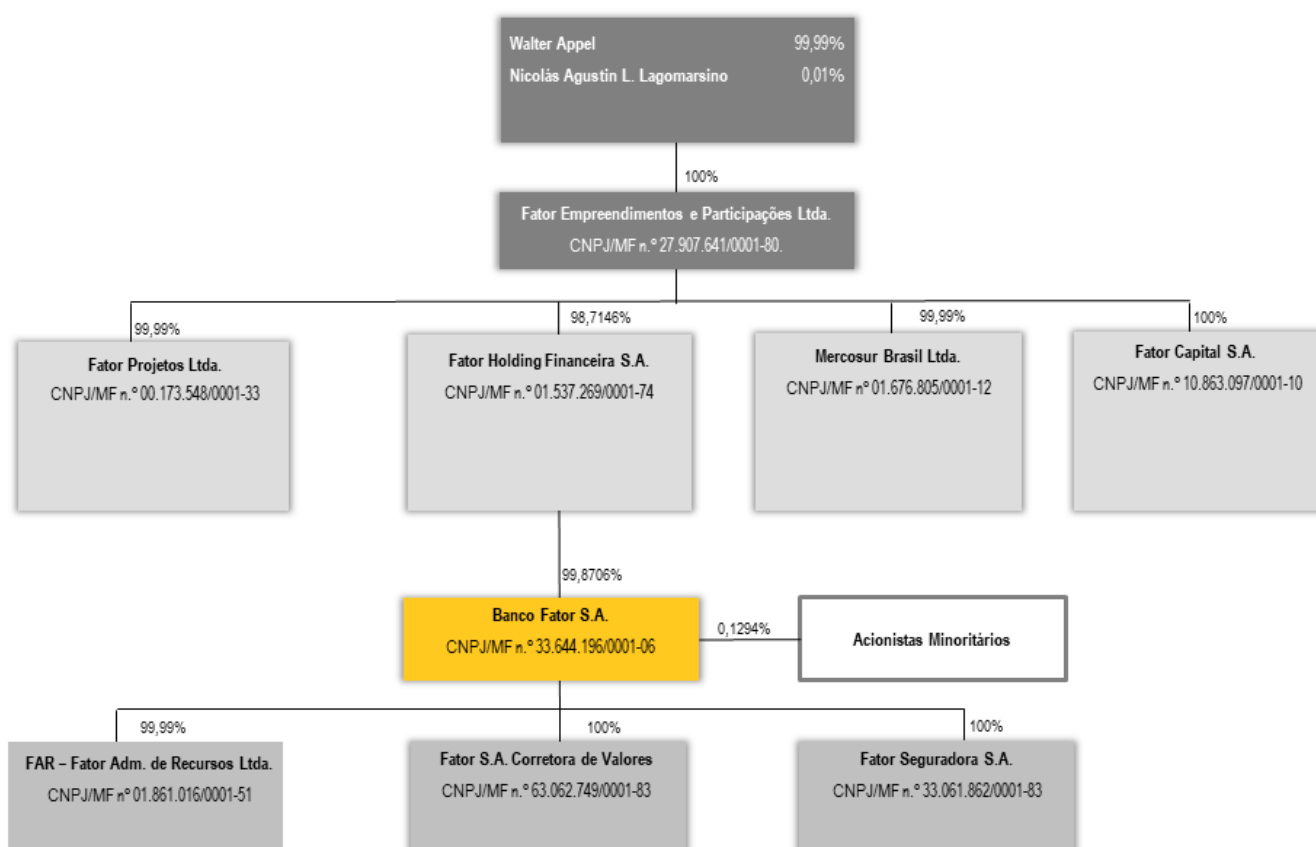 Walter Appel 99,99%
Nicolás Agustin L. Lagomarsino 0,01%
100%
Fator Empreendimentos e Participações Ltda.
CNPJ/MF n.º 27.907.641/0001-80.
99,99%
98,7146%
99,99%
100%
Fator Projetos Ltda.
CNPJ/MF n.º 00.173.548/0001-33
Fator Holding Financeira S.A.
CNPJ/MF n.º 01.537.269/0001-74
Mercosur Brasil Ltda.
CNPJ/MF nº 01.676.805/0001-12
Fator Capital S.A.
CNPJ/MF n.º 10.863.097/0001-10
99,8706%
Banco Fator S.A.
CNPJ/MF n.º 33.644.196/0001-06
0,1294%
Acionistas Minoritários
99,99%
100%
100%
FAR – Fator Adm. de Recursos Ltda.
CNPJ/MF nº 01.861.016/0001-51
Fator S.A. Corretora de Valores
CNPJ/MF n.º 63.062.749/0001-83
Fator Seguradora S.A.
CNPJ/MF n.º 33.061.862/0001-83